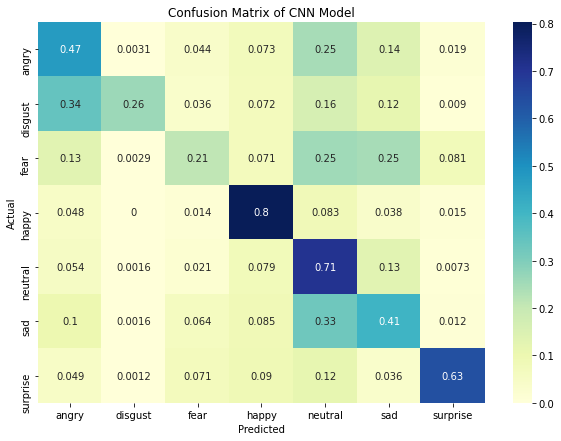 Confusion Matrix of CNN Model
angry 0.47 0.0031 0.044 0.073 0.25 0.14 0.019
disgust 0.34 0.26 0.036 0.072 0.16 0.12 0.009
fear 0.13 0.0029 0.21 0.071 0.25 0.25 0.081
happy 0.048 0 0.014 0.8 0.083 0.038 0.015
neutral 0.054 0.0016 0.021 0.079 0.71 0.13 0.0073
sad 0.1 0.0016 0.064 0.085 0.33 0.41 0.012
surprise 0.049 0.0012 0.071 0.09 0.12 0.036 0.63
Actual
angry disgust fear happy neutral sad surprise
Predicted
0.8
0.7
0.6
0.5
0.4
0.3
0.2
0.1
0.0